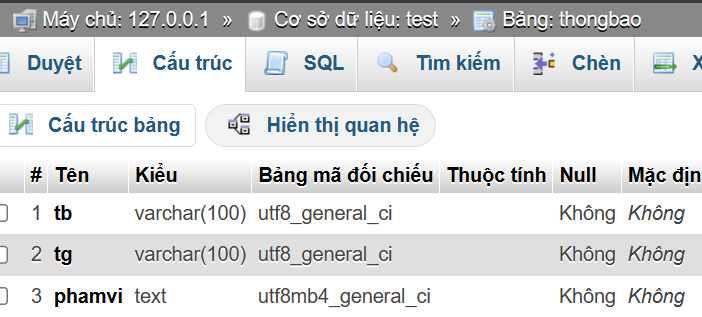 Máy chủ: 127.0.0.1 » Cơ sở dữ liệu: test » Bảng: thongbao
Duyệt Cấu trúc SQL Tìm kiếm Chèn
Cấu trúc bảng Hiển thị quan hệ
# Tên Kiểu Bảng mã đối chiếu Thuộc tính Null Mặc địn
1 tb varchar(100) utf8_general_ci Không Không
2 tg varchar(100) utf8_general_ci Không Không
3 phamvi text utf8mb4_general_ci Không Không